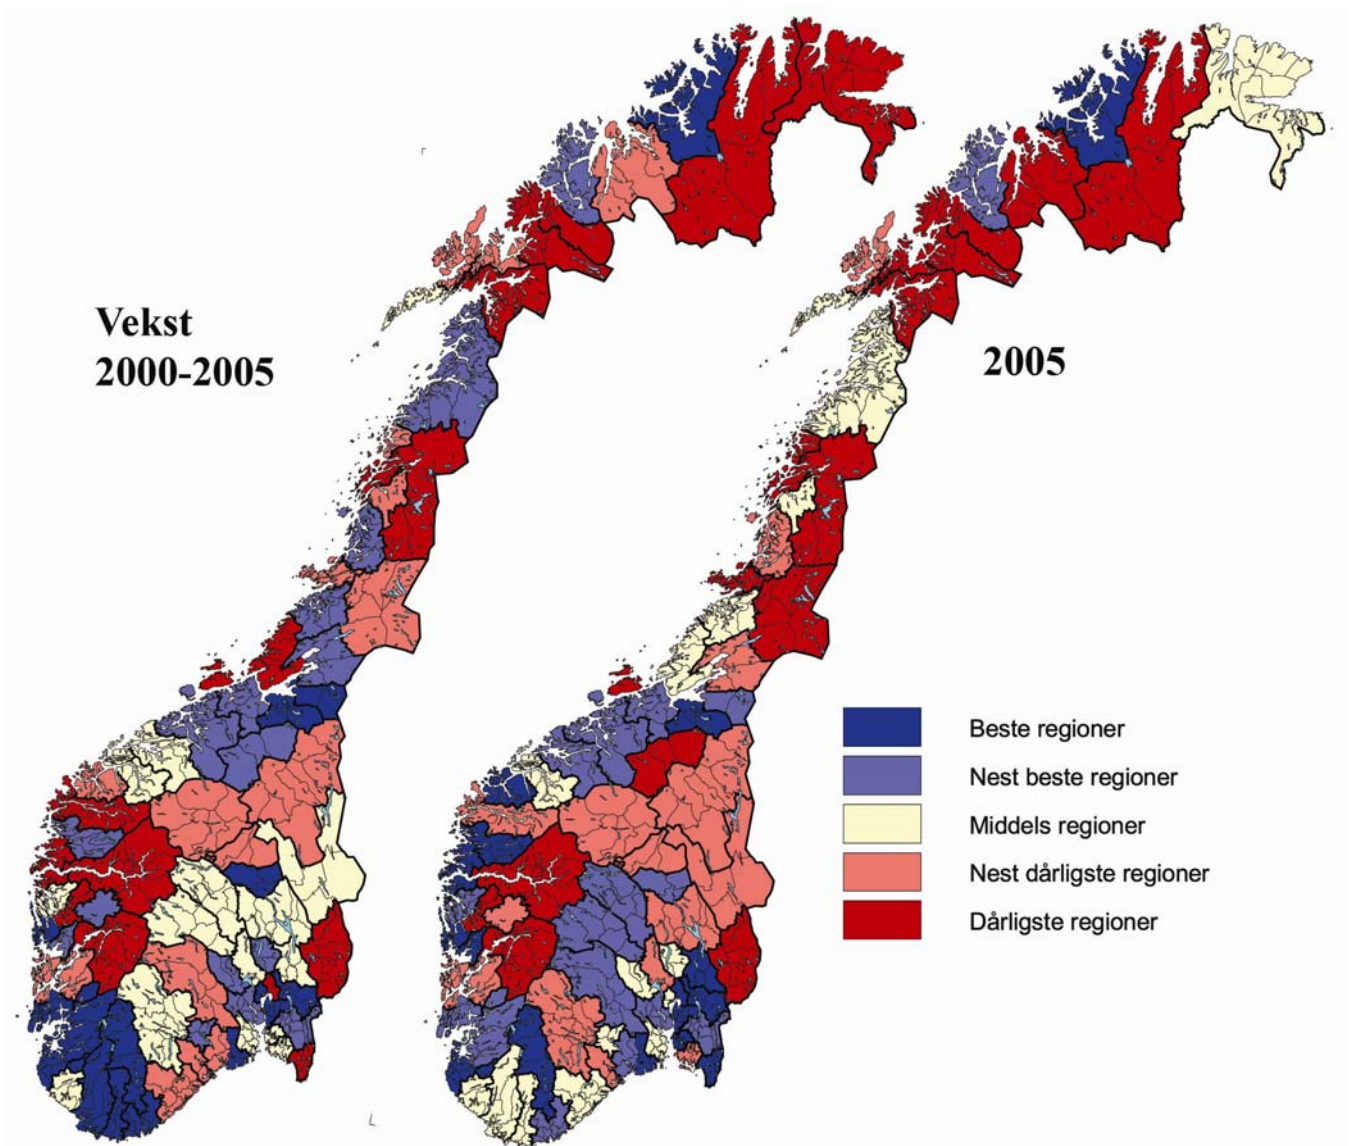 Vekst
2000-2005
2005
Beste regioner
Nest beste regioner
Middels regioner
Nest dårligste regioner
Dårligste regioner